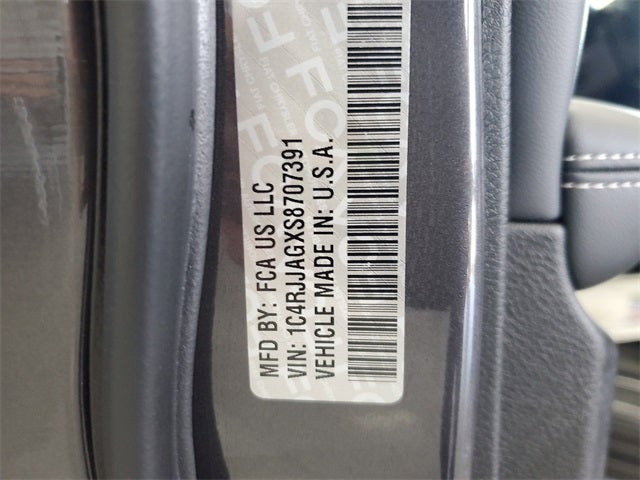 MFD BY: FCA US LLC
VIN: 1C4RJJAGXS8707391
VEHICLE MADE IN: U.S.A.